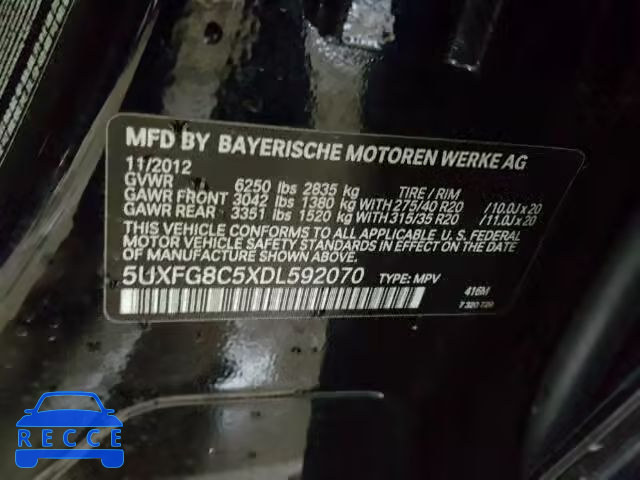 MFD BY BAYERISCHE MOTOREN WERKE AG
11/2012
GVWR 6250 lbs 2835 kg TIRE / RIM
GAWR FRONT 3042 lbs 1380 kg WITH 275/40 R20 /10.0J x 20
GAWR REAR 3351 lbs 1520 kg WITH 315/35 R20 /11.0J x 20
THIS VEHICLE CONFORMS TO ALL APPLICABLE U. S. FEDERAL
MOTOR VEHICLE SAFETY STANDARDS IN EFFECT ON THE DATE OF
MANUFACTURE SHOWN ABOVE.
5UXFG8C5XDL592070 TYPE: MPV
416M
7 320 729
RECCE